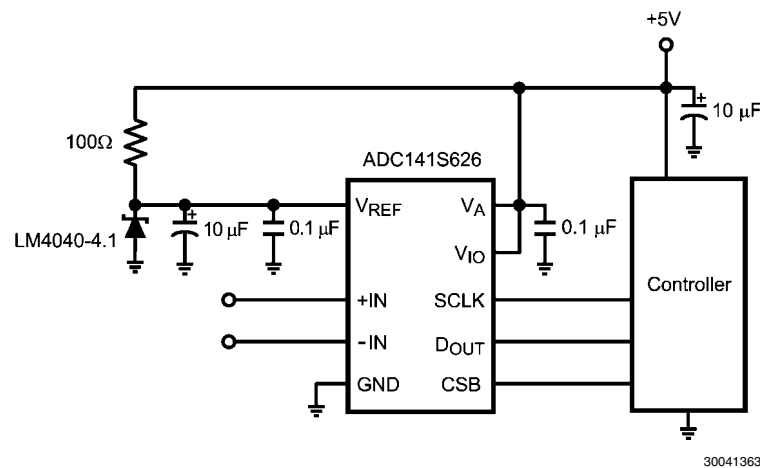 +5V
10 µF
100Ω
ADC141S626
VREF
VA
LM4040-4.1
10 µF
0.1 µF
0.1 µF
VIO
Controller
+IN
SCLK
-IN
DOUT
GND
CSB
30041363